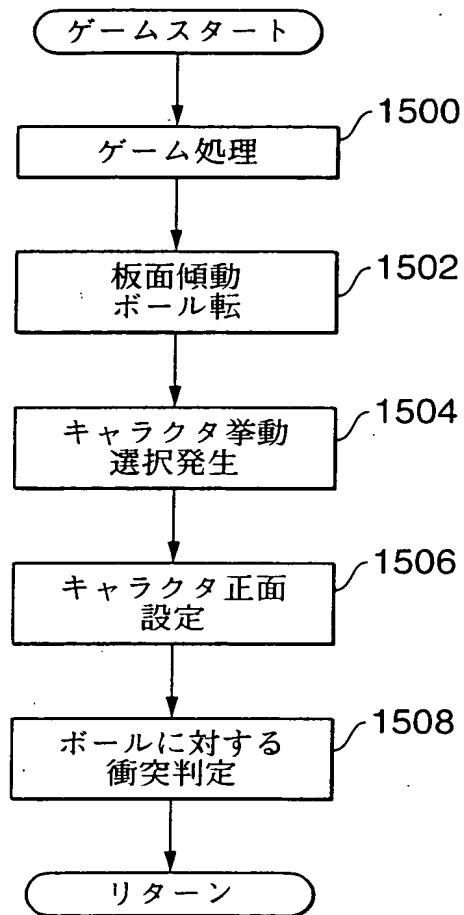 ゲームスタート
1500
ゲーム処理
1502
板面傾動
ボール転
1504
キャラクタ挙動
選択発生
1506
キャラクタ正面
設定
1508
ボールに対する
衝突判定
リターン